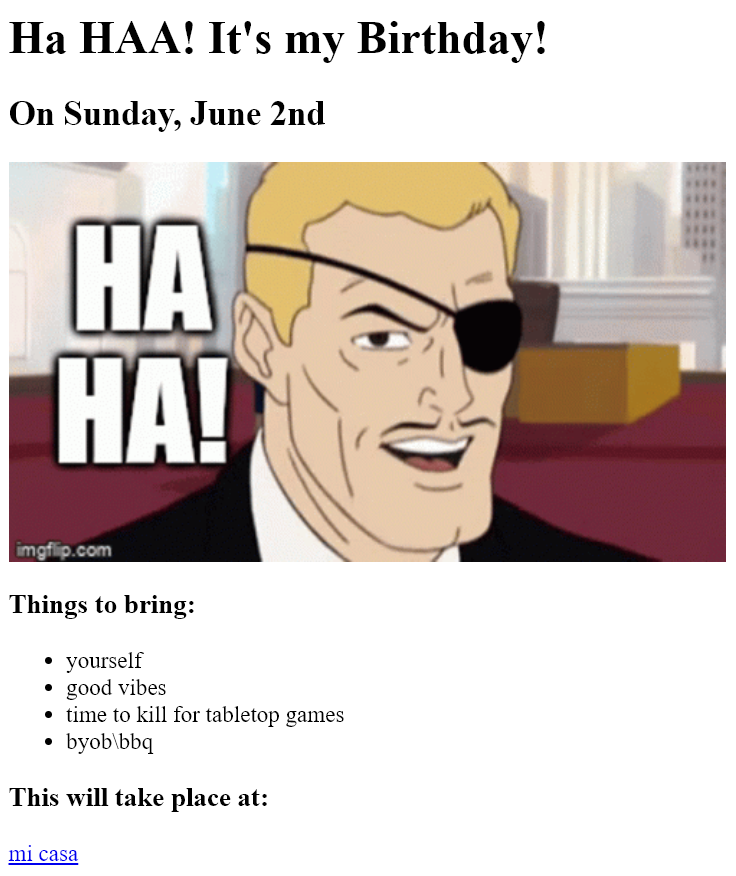 Ha HAA! It's my Birthday!
On Sunday, June 2nd
HA
HA!
imgflip.com
Things to bring:
• yourself
• good vibes
• time to kill for tabletop games
• byob\bbq
This will take place at:
mi casa